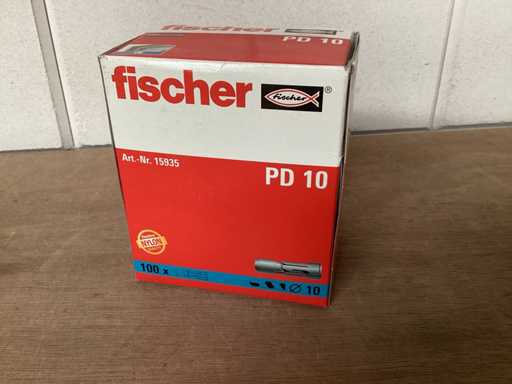 PD 10
fischer
fischer
®
Art.-Nr. 15935
PD 10
NYLON
100 x
Ø 10